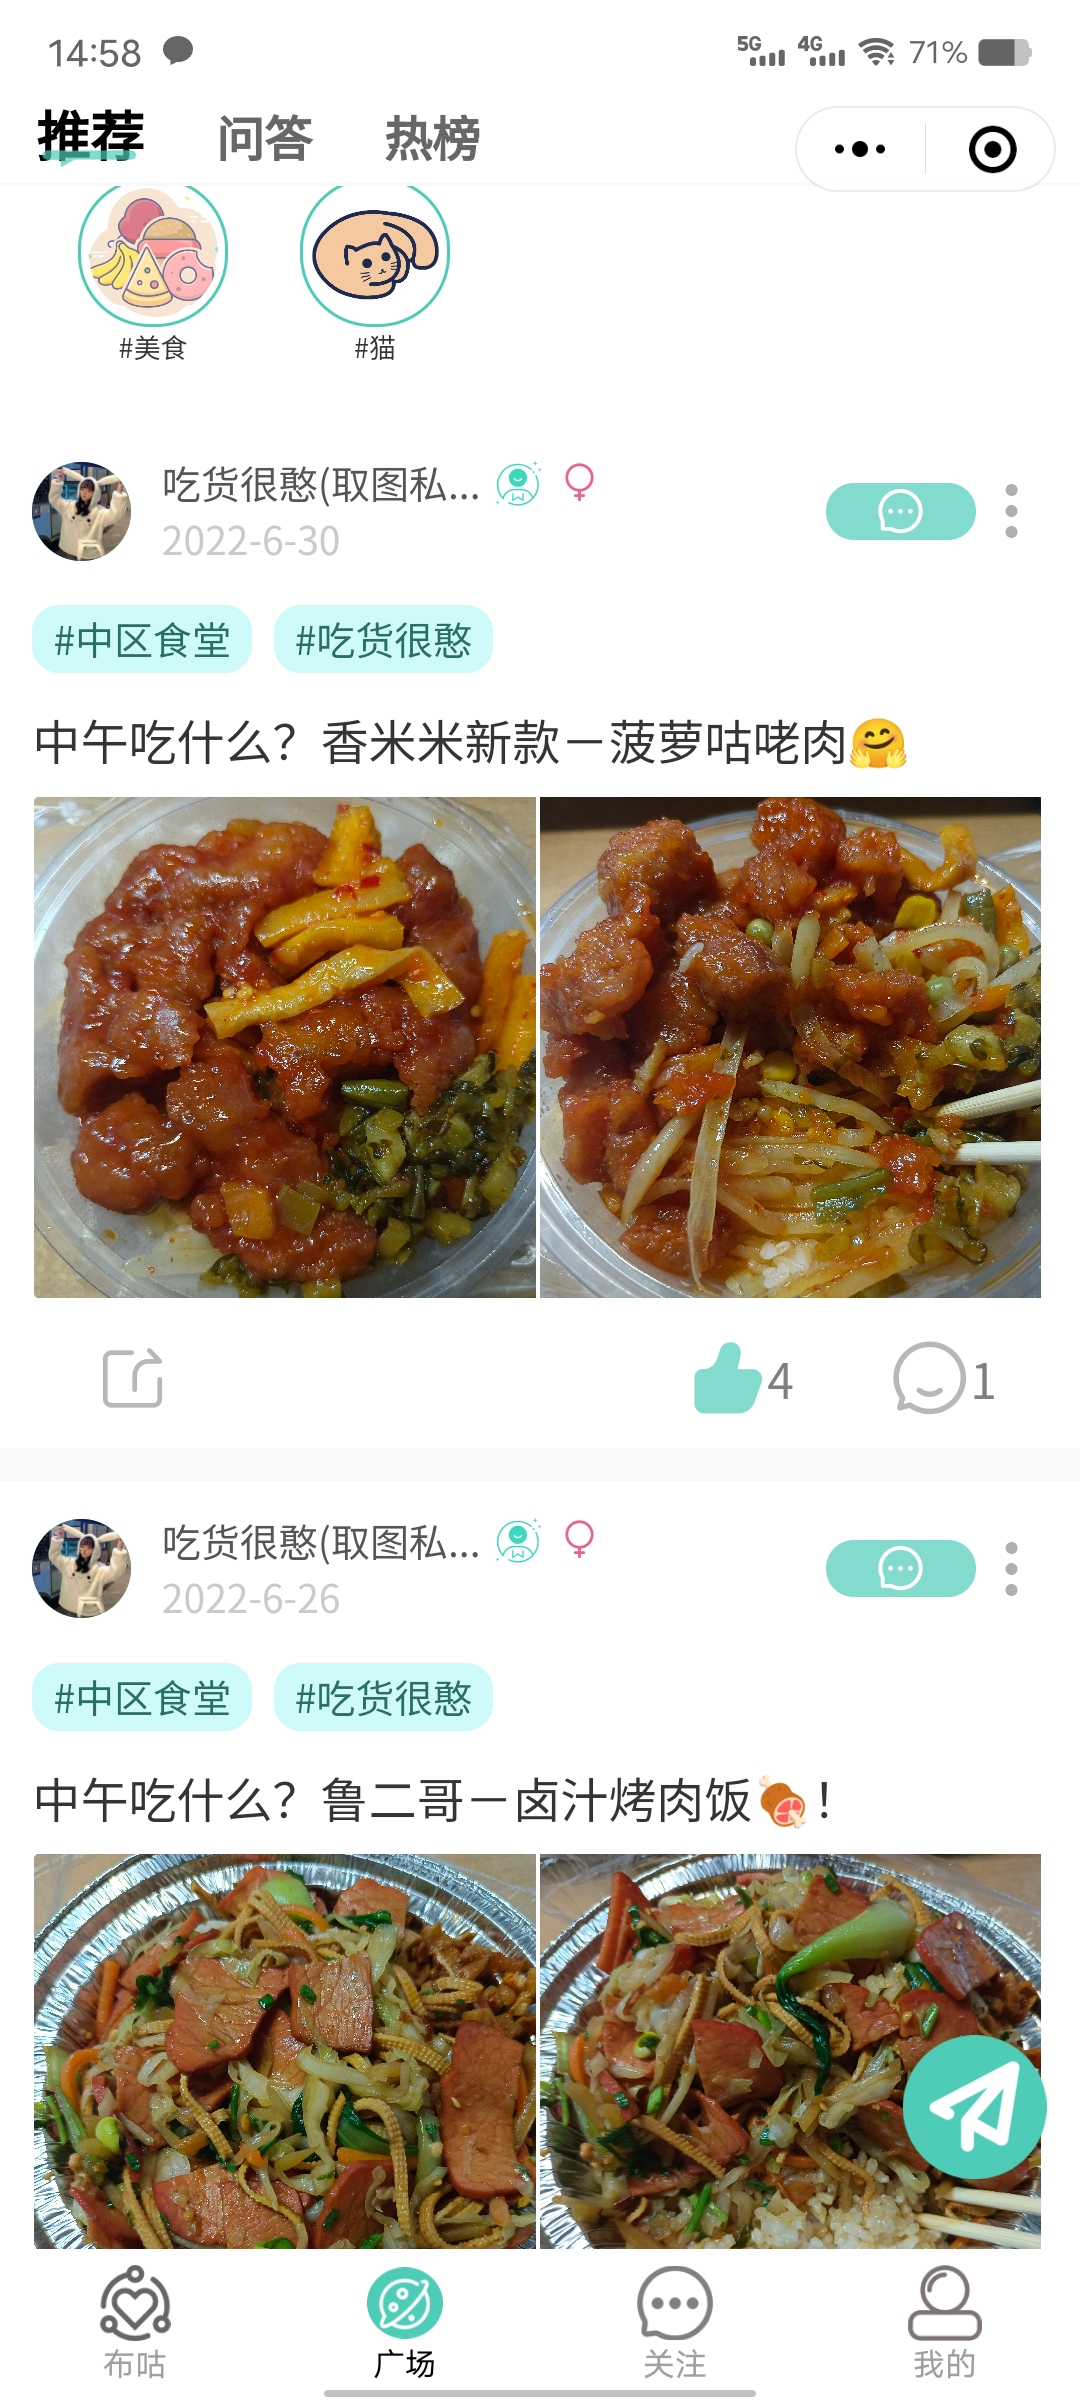 14:58
5G 4G 71%
推荐 问答 热榜
#美食 #猫
吃货很憨(取图私...
2022-6-30
#中区食堂 #吃货很憨
中午吃什么？香米米新款－菠萝咕咾肉🤗
4 1
吃货很憨(取图私...
2022-6-26
#中区食堂 #吃货很憨
中午吃什么？鲁二哥－卤汁烤肉饭🍖！
布咕 广场 关注 我的